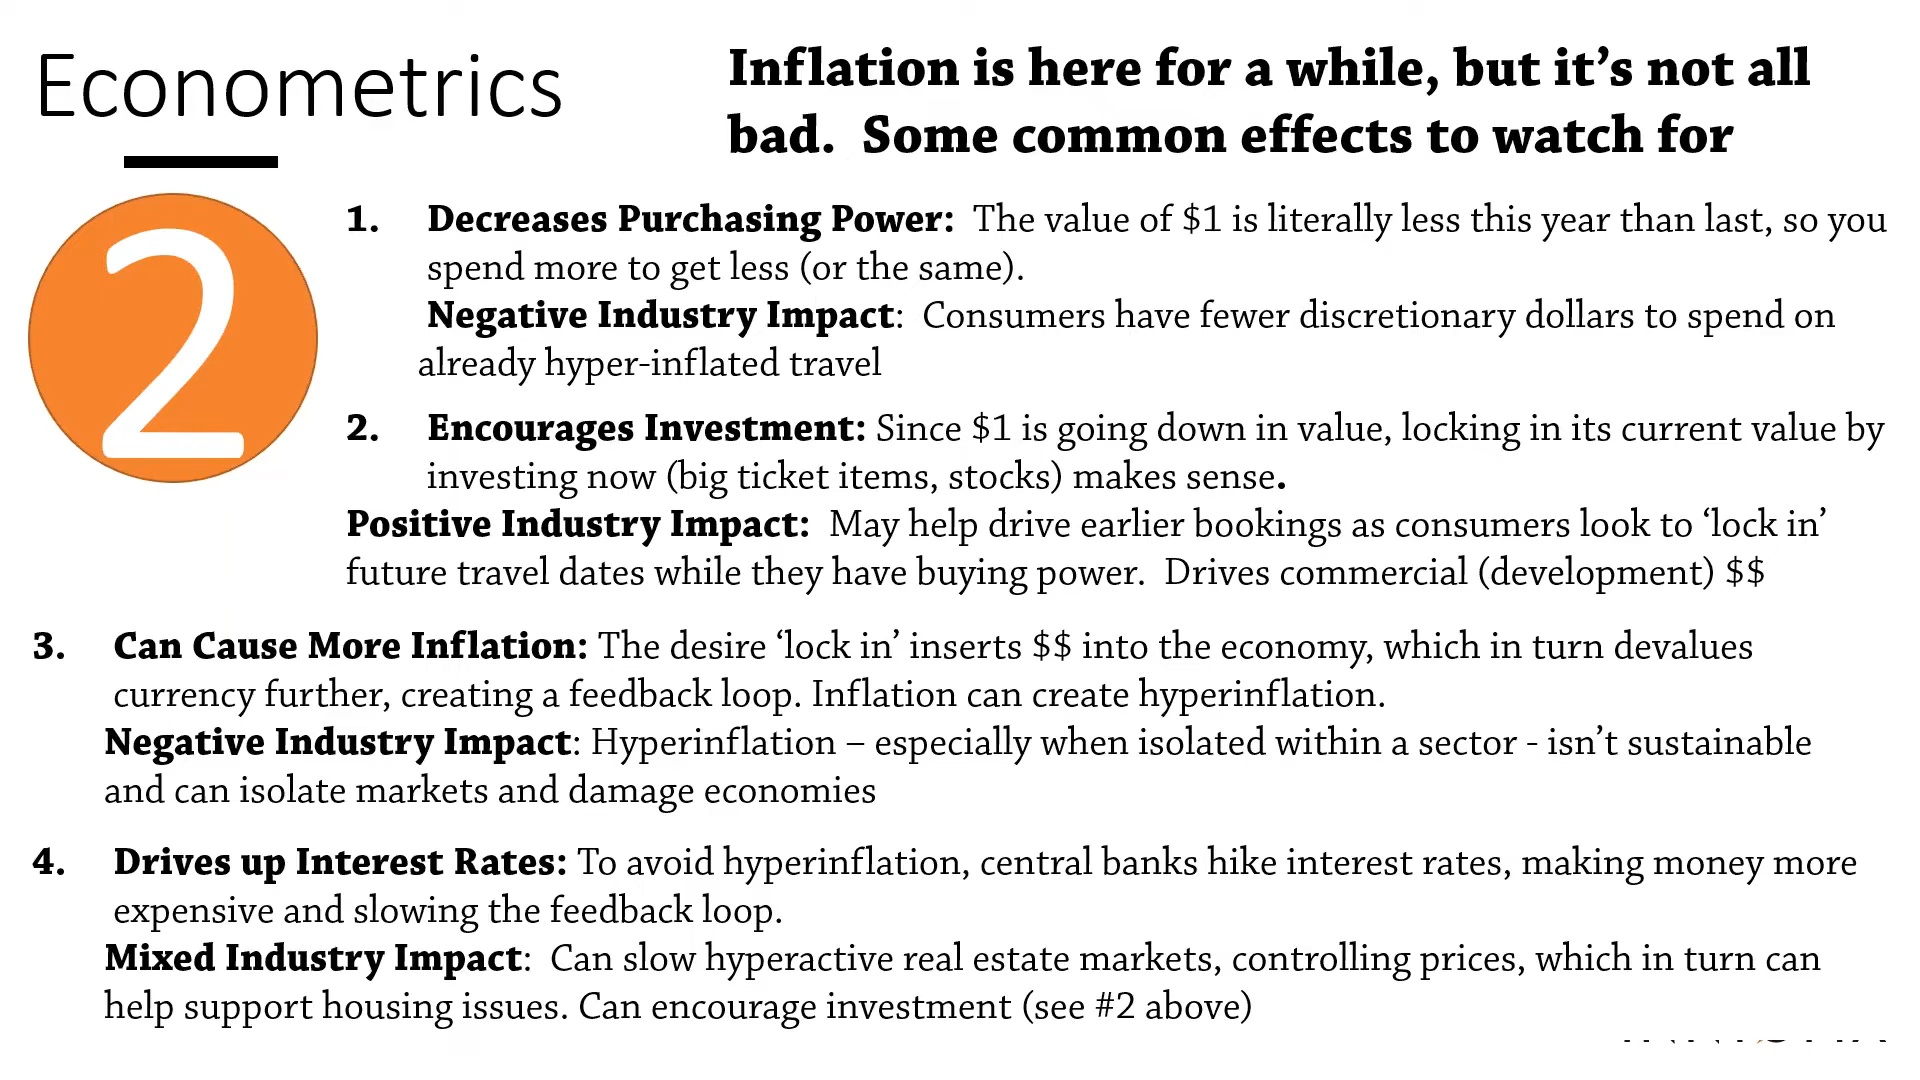 Econometrics
Inflation is here for a while, but it’s not all
bad.  Some common effects to watch for
2
1. Decreases Purchasing Power:  The value of $1 is literally less this year than last, so you
spend more to get less (or the same).
Negative Industry Impact:  Consumers have fewer discretionary dollars to spend on
already hyper-inflated travel
2. Encourages Investment: Since $1 is going down in value, locking in its current value by
investing now (big ticket items, stocks) makes sense.
Positive Industry Impact:  May help drive earlier bookings as consumers look to ‘lock in’
future travel dates while they have buying power.  Drives commercial (development) $$
3. Can Cause More Inflation: The desire ‘lock in’ inserts $$ into the economy, which in turn devalues
currency further, creating a feedback loop. Inflation can create hyperinflation.
Negative Industry Impact: Hyperinflation – especially when isolated within a sector - isn’t sustainable
and can isolate markets and damage economies
4. Drives up Interest Rates: To avoid hyperinflation, central banks hike interest rates, making money more
expensive and slowing the feedback loop.
Mixed Industry Impact:  Can slow hyperactive real estate markets, controlling prices, which in turn can
help support housing issues. Can encourage investment (see #2 above)